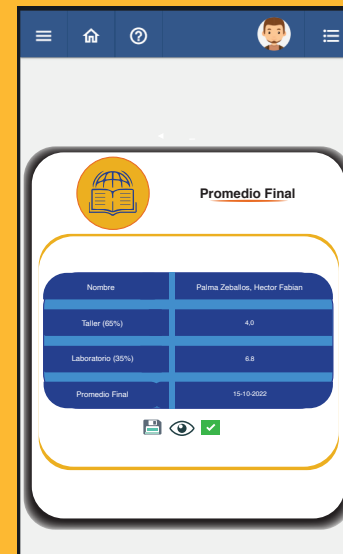 Promedio Final
Nombre Palma Zeballos, Hector Fabian
Taller (65%) 4,0
Laboratorio (35%) 6.8
Promedio Final 15-10-2022